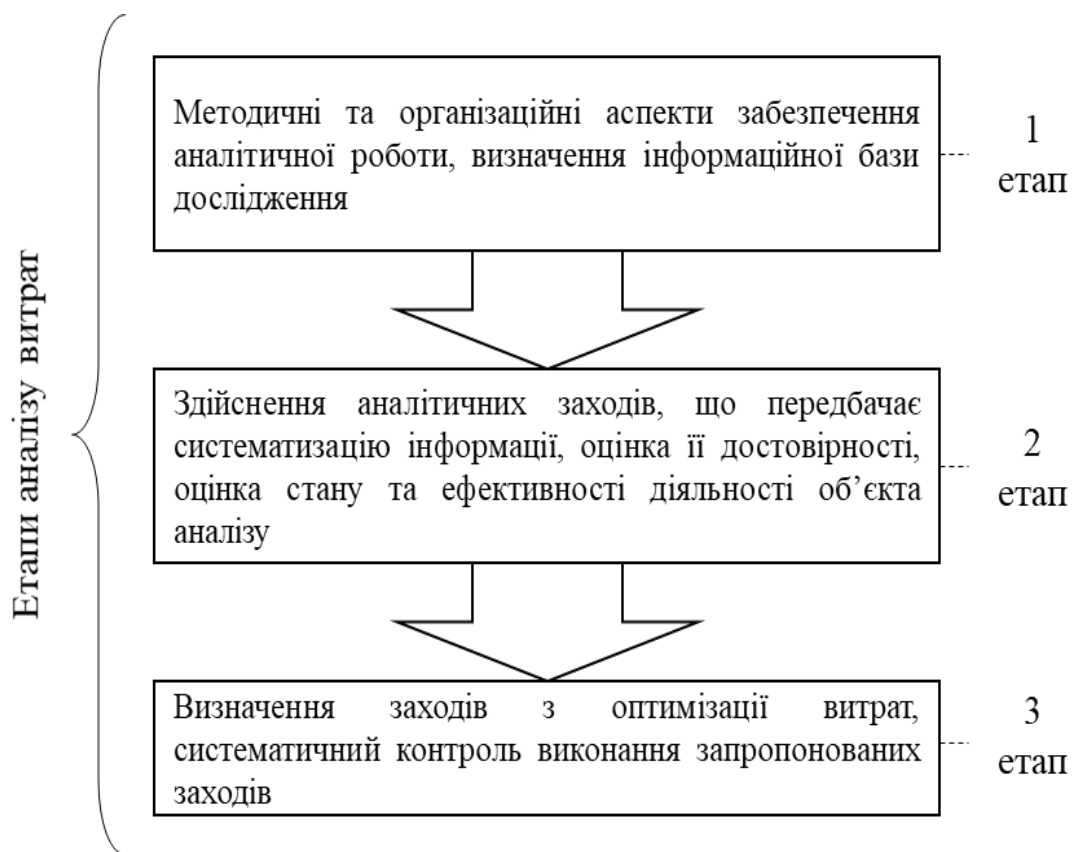 Етапи аналізу витрат
Методичні та організаційні аспекти забезпечення
аналітичної роботи, визначення інформаційної бази
дослідження
1
етап
Здійснення аналітичних заходів, що передбачає
систематизацію інформації, оцінка її достовірності,
оцінка стану та ефективності діяльності об’єкта
аналізу
2
етап
Визначення заходів з оптимізації витрат,
систематичний контроль виконання запропонованих
заходів
3
етап